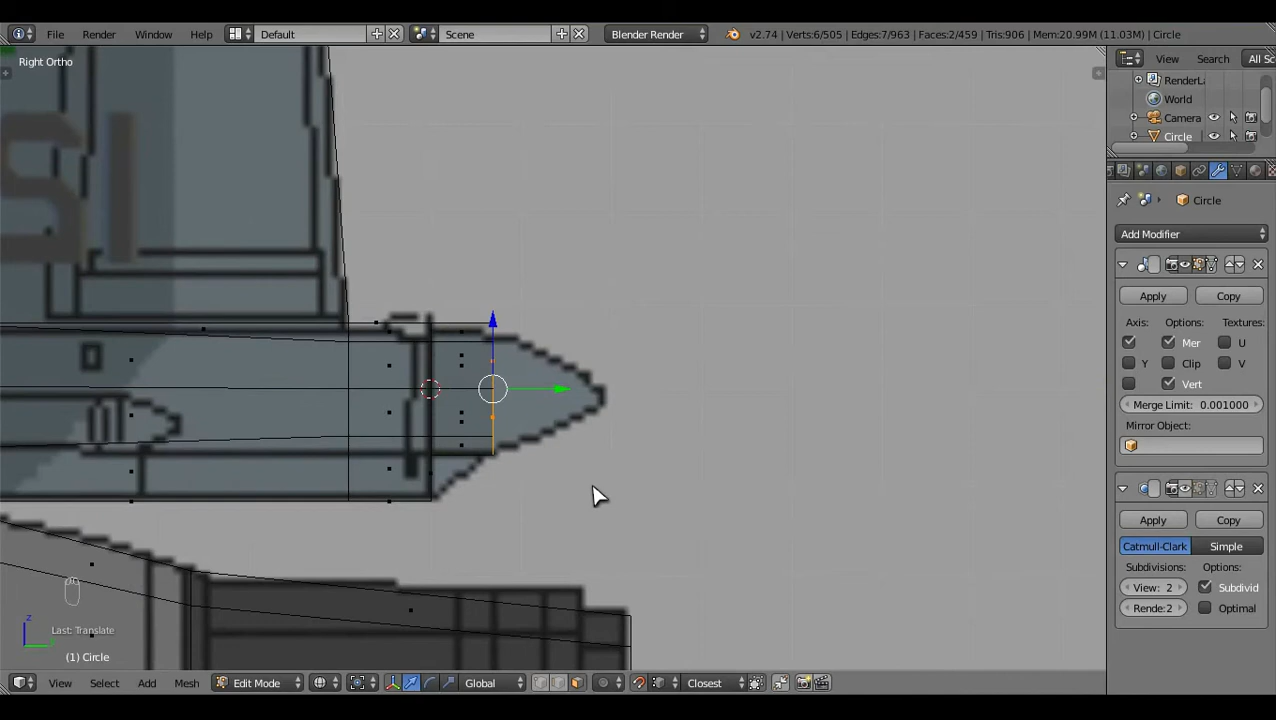 File Render Window Help Default Scene Blender Render v2.74 | Verts:6/505 | Edges:7/963 | Faces:2/459 | Tris:906 | Mem:20.99M (11.03M) | Circle
Right Ortho
View Search All Sc
RenderLa
World
Camera
Circle
SI
Circle
Add Modifier
Apply Copy
Axis: Options: Textures:
X Mer U
Y Clip V
Vert
Merge Limit: 0.001000
Mirror Object:
Apply Copy
Catmull-Clark Simple
Subdivisions: Options:
View: 2 Subdivid
Rende:2 Optimal
z
Last: Translate
(1) Circle
View Select Add Mesh Edit Mode Global Closest